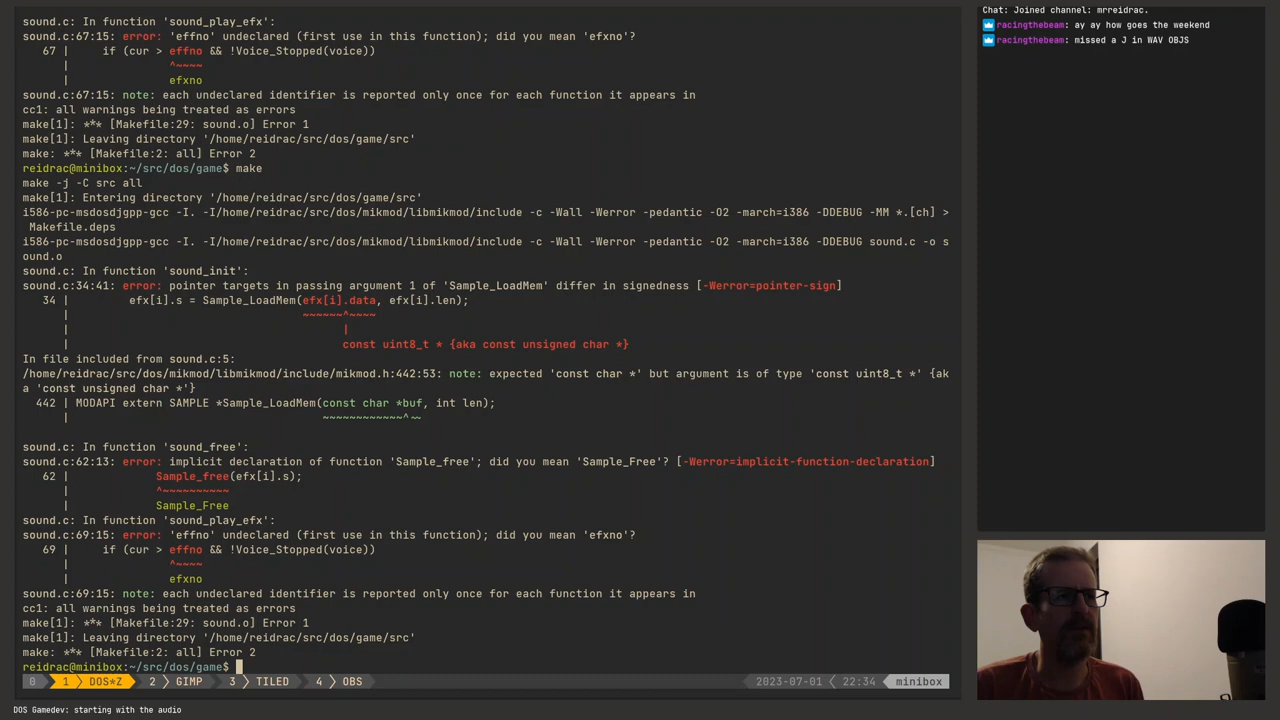 sound.c: In function 'sound_play_efx':
sound.c:67:15: error: 'effno' undeclared (first use in this function); did you mean 'efxno'?
67 | if (cur > effno && !Voice_Stopped(voice))
| ^~~~~
| efxno
sound.c:67:15: note: each undeclared identifier is reported only once for each function it appears in
cc1: all warnings being treated as errors
make[1]: *** [Makefile:29: sound.o] Error 1
make[1]: Leaving directory '/home/reidrac/src/dos/game/src'
make: *** [Makefile:2: all] Error 2
reidrac@minibox:~/src/dos/game$ make
make -j -C src all
make[1]: Entering directory '/home/reidrac/src/dos/game/src'
i586-pc-msdosdjgpp-gcc -I. -I/home/reidrac/src/dos/mikmod/libmikmod/include -c -Wall -Werror -pedantic -O2 -march=i386 -DDEBUG -MM *.[ch] >
Makefile.deps
i586-pc-msdosdjgpp-gcc -I. -I/home/reidrac/src/dos/mikmod/libmikmod/include -c -Wall -Werror -pedantic -O2 -march=i386 -DDEBUG sound.c -o s
ound.o
sound.c: In function 'sound_init':
sound.c:34:41: error: pointer targets in passing argument 1 of 'Sample_LoadMem' differ in signedness [-Werror=pointer-sign]
34 | efx[i].s = Sample_LoadMem(efx[i].data, efx[i].len);
| ~~~~~~^~~~~
| |
| const uint8_t * {aka const unsigned char *}
In file included from sound.c:5:
/home/reidrac/src/dos/mikmod/libmikmod/include/mikmod.h:442:53: note: expected 'const char *' but argument is of type 'const uint8_t *' {ak
a 'const unsigned char *'}
442 | MODAPI extern SAMPLE *Sample_LoadMem(const char *buf, int len);
| ~~~~~~~~~~~~^~~
sound.c: In function 'sound_free':
sound.c:62:13: error: implicit declaration of function 'Sample_free'; did you mean 'Sample_Free'? [-Werror=implicit-function-declaration]
62 | Sample_free(efx[i].s);
| ^~~~~~~~~~~
| Sample_Free
sound.c: In function 'sound_play_efx':
sound.c:69:15: error: 'effno' undeclared (first use in this function); did you mean 'efxno'?
69 | if (cur > effno && !Voice_Stopped(voice))
| ^~~~~
| efxno
sound.c:69:15: note: each undeclared identifier is reported only once for each function it appears in
cc1: all warnings being treated as errors
make[1]: *** [Makefile:29: sound.o] Error 1
make[1]: Leaving directory '/home/reidrac/src/dos/game/src'
make: *** [Makefile:2: all] Error 2
reidrac@minibox:~/src/dos/game$
0 1 DOS*Z 2 GIMP 3 TILED 4 OBS 2023-07-01 22:34 minibox
DOS Gamedev: starting with the audio
Chat: Joined channel: mrreidrac.
racingthebeam: ay ay how goes the weekend
racingthebeam: missed a J in WAV OBJS